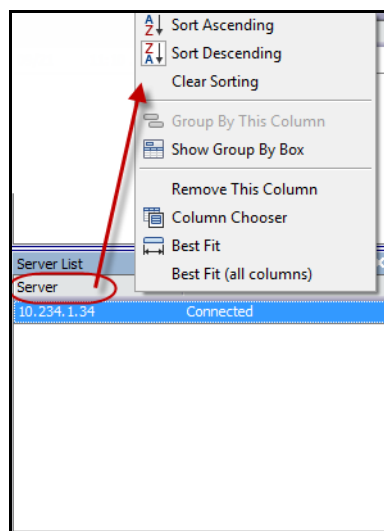 Sort Ascending
Sort Descending
Clear Sorting
Group By This Column
Show Group By Box
Remove This Column
Column Chooser
Best Fit
Best Fit (all columns)
Server List
Server
10.234.1.34 Connected